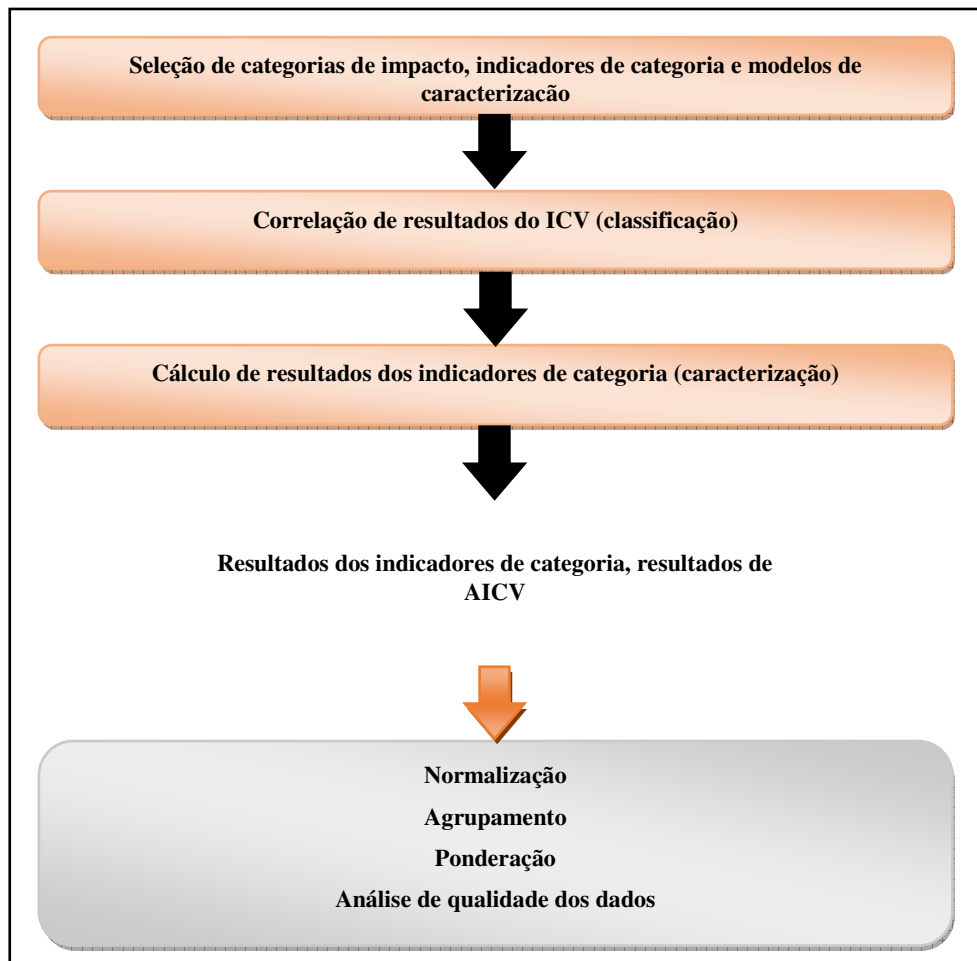 Seleção de categorias de impacto, indicadores de categoria e modelos de
caracterizacão
Correlação de resultados do ICV (classificação)
Cálculo de resultados dos indicadores de categoria (caracterização)
Resultados dos indicadores de categoria, resultados de
AICV
Normalização
Agrupamento
Ponderação
Análise de qualidade dos dados